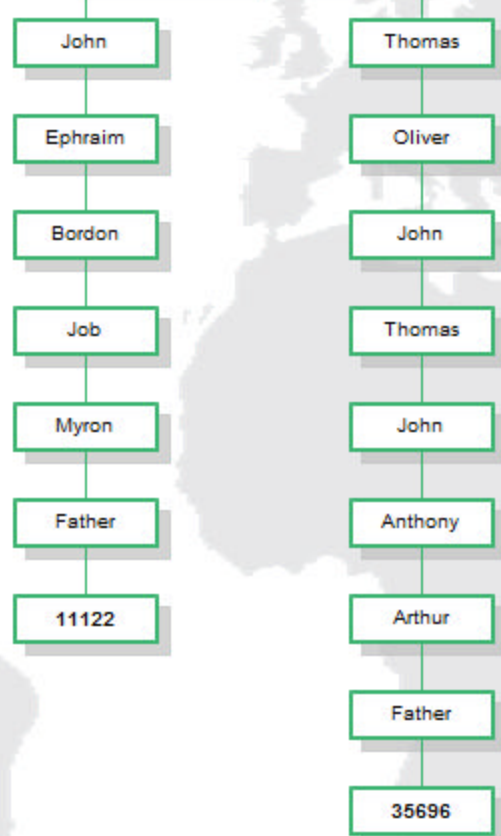 John
Ephraim
Bordon
Job
Myron
Father
11122
Thomas
Oliver
John
Thomas
John
Anthony
Arthur
Father
35696